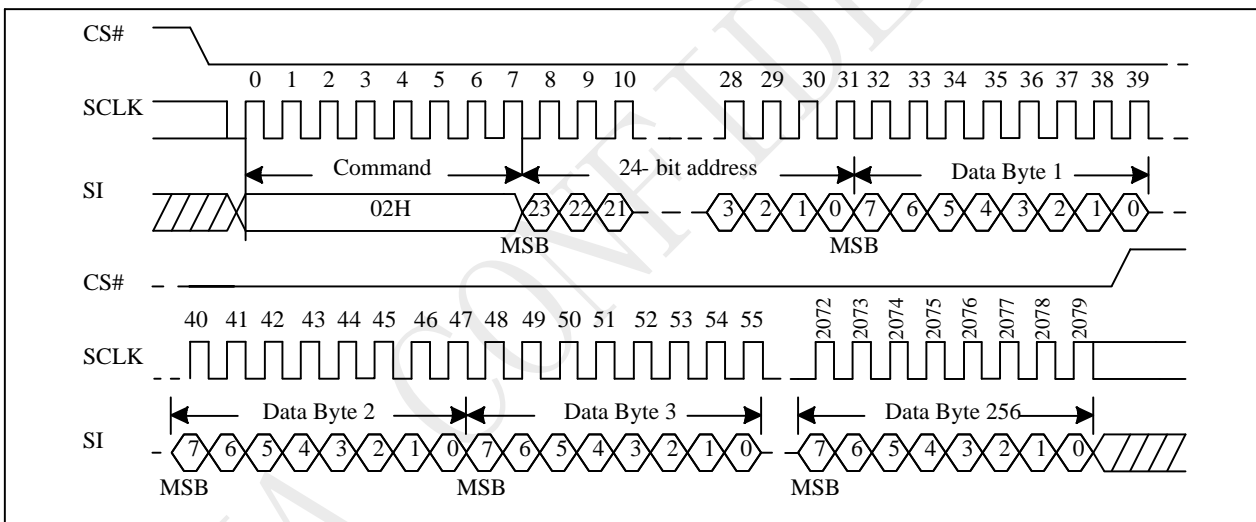 CS#
0 1 2 3 4 5 6 7 8 9 10 28 29 30 31 32 33 34 35 36 37 38 39
SCLK
Command 24- bit address Data Byte 1
SI
02H 23 22 21 3 2 1 0 7 6 5 4 3 2 1 0
MSB MSB
CS#
40 41 42 43 44 45 46 47 48 49 50 51 52 53 54 55 2072 2073 2074 2075 2076 2077 2078 2079
SCLK
Data Byte 2 Data Byte 3 Data Byte 256
SI
7 6 5 4 3 2 1 0 7 6 5 4 3 2 1 0 7 6 5 4 3 2 1 0
MSB MSB MSB